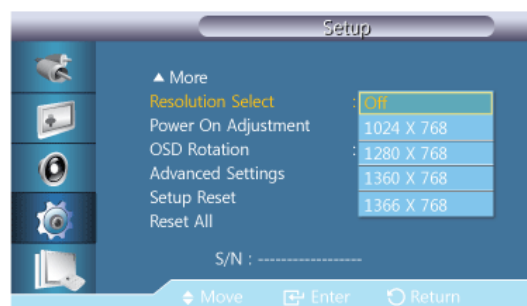 Setup
▲ More
Resolution Select : Off
Power On Adjustment 1024 X 768
OSD Rotation : 1280 X 768
Advanced Settings 1360 X 768
Setup Reset 1366 X 768
Reset All
S/N : ------------------
Move Enter Return